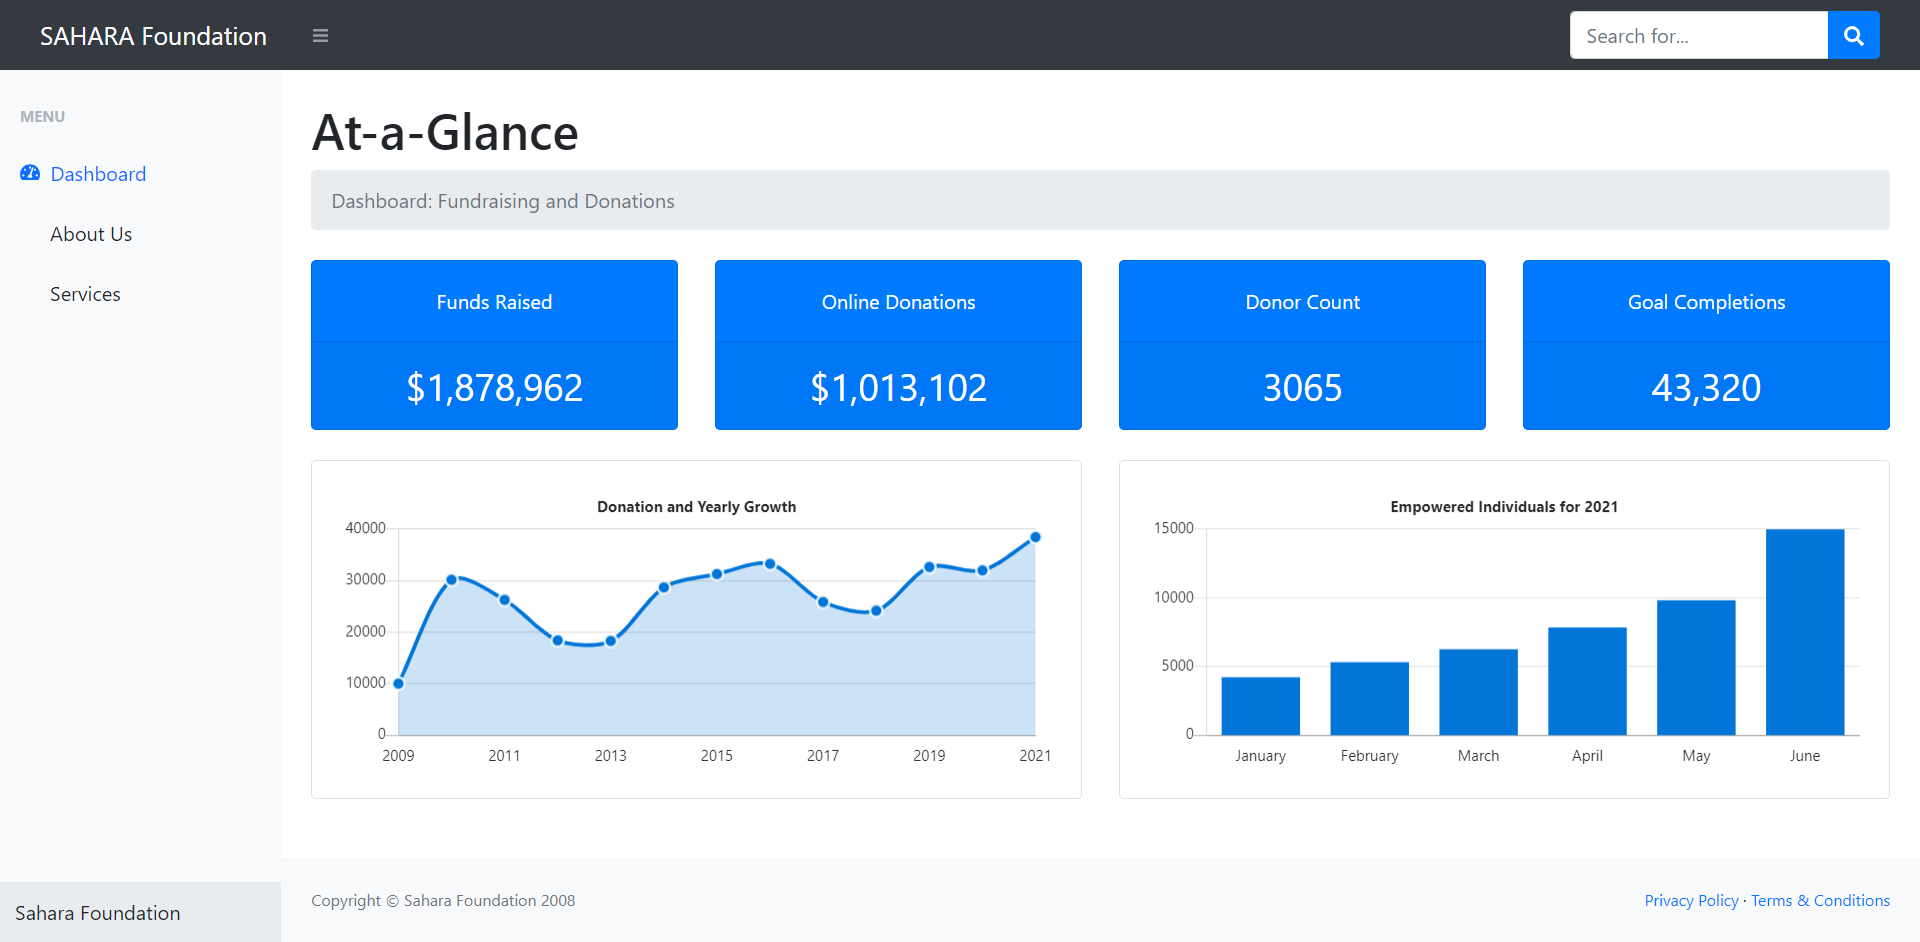 SAHARA Foundation
Search for...
MENU
Dashboard
About Us
Services
Sahara Foundation
At-a-Glance
Dashboard: Fundraising and Donations
Funds Raised
$1,878,962
Online Donations
$1,013,102
Donor Count
3065
Goal Completions
43,320
Donation and Yearly Growth
40000
30000
20000
10000
0
2009 2011 2013 2015 2017 2019 2021
Empowered Individuals for 2021
15000
10000
5000
0
January February March April May June
Copyright © Sahara Foundation 2008
Privacy Policy · Terms & Conditions